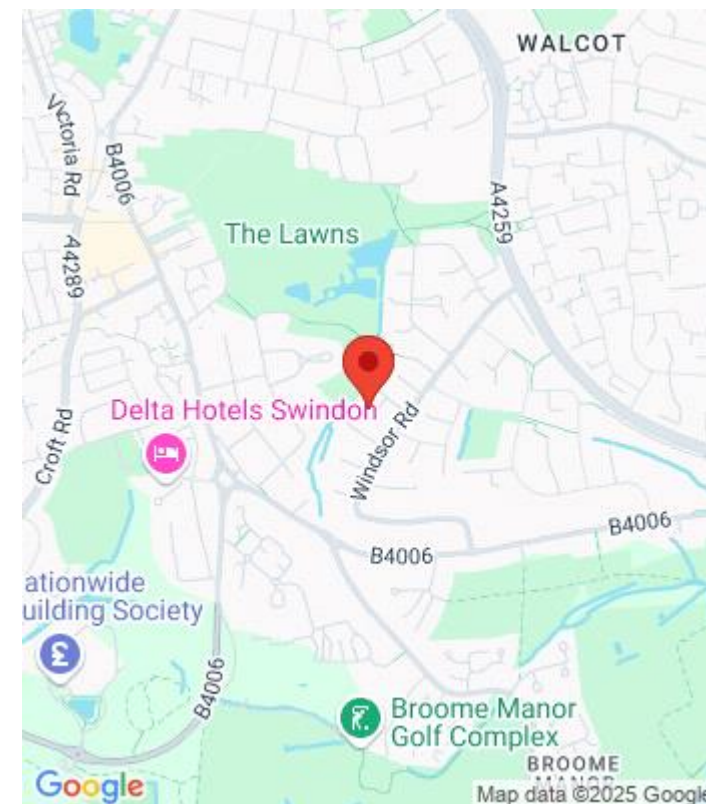 WALCOT
Victoria Rd
B4006
A4259
The Lawns
A4289
Delta Hotels Swindon
Croft Rd
Windsor Rd
B4006
B4006
ationwide
uilding Society
£
B4006
Broome Manor
Golf Complex
BROOME
MANOR
Google
Map data ©2025 Google